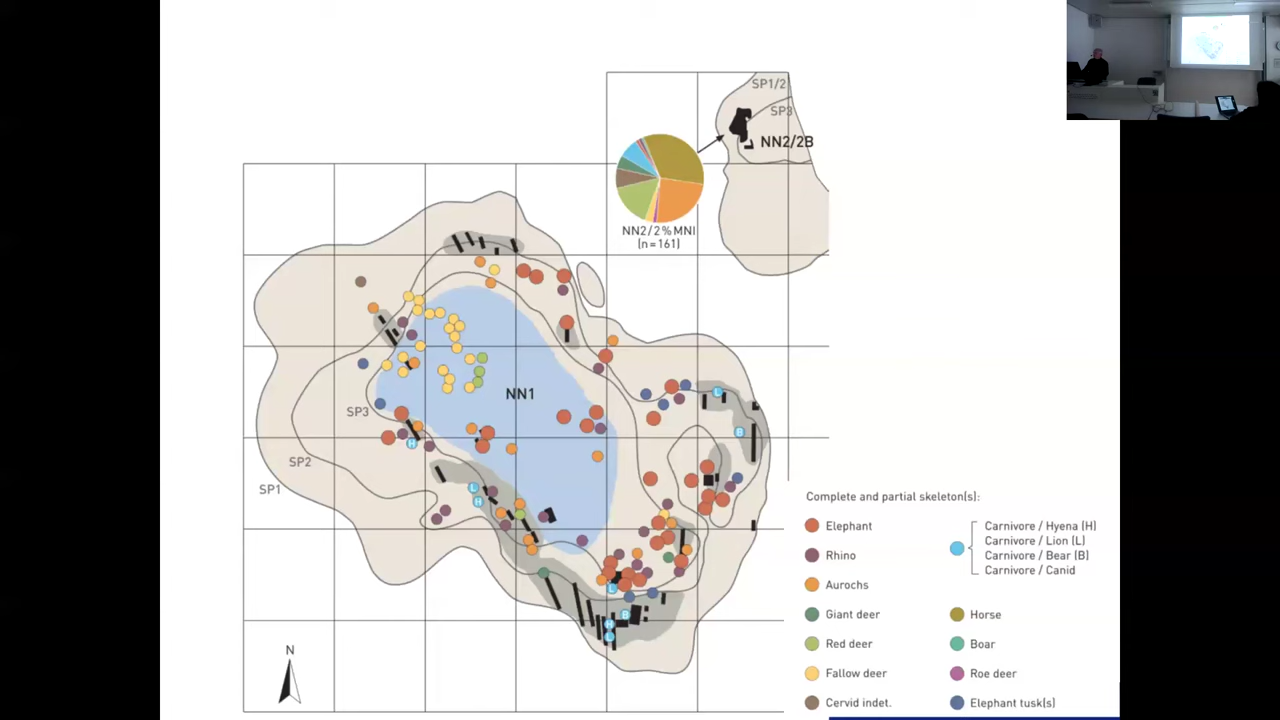 SP1/2
SP3
NN2/2B
NN2/2% MNI
(n=161)
NN1
SP3
SP2
SP1
L
B
H
L
H
L
B
H
L
N
Complete and partial skeleton(s):
Elephant
Rhino
Aurochs
Giant deer
Red deer
Fallow deer
Cervid indet.
Carnivore / Hyena (H)
Carnivore / Lion (L)
Carnivore / Bear (B)
Carnivore / Canid
Horse
Boar
Roe deer
Elephant tusk(s)